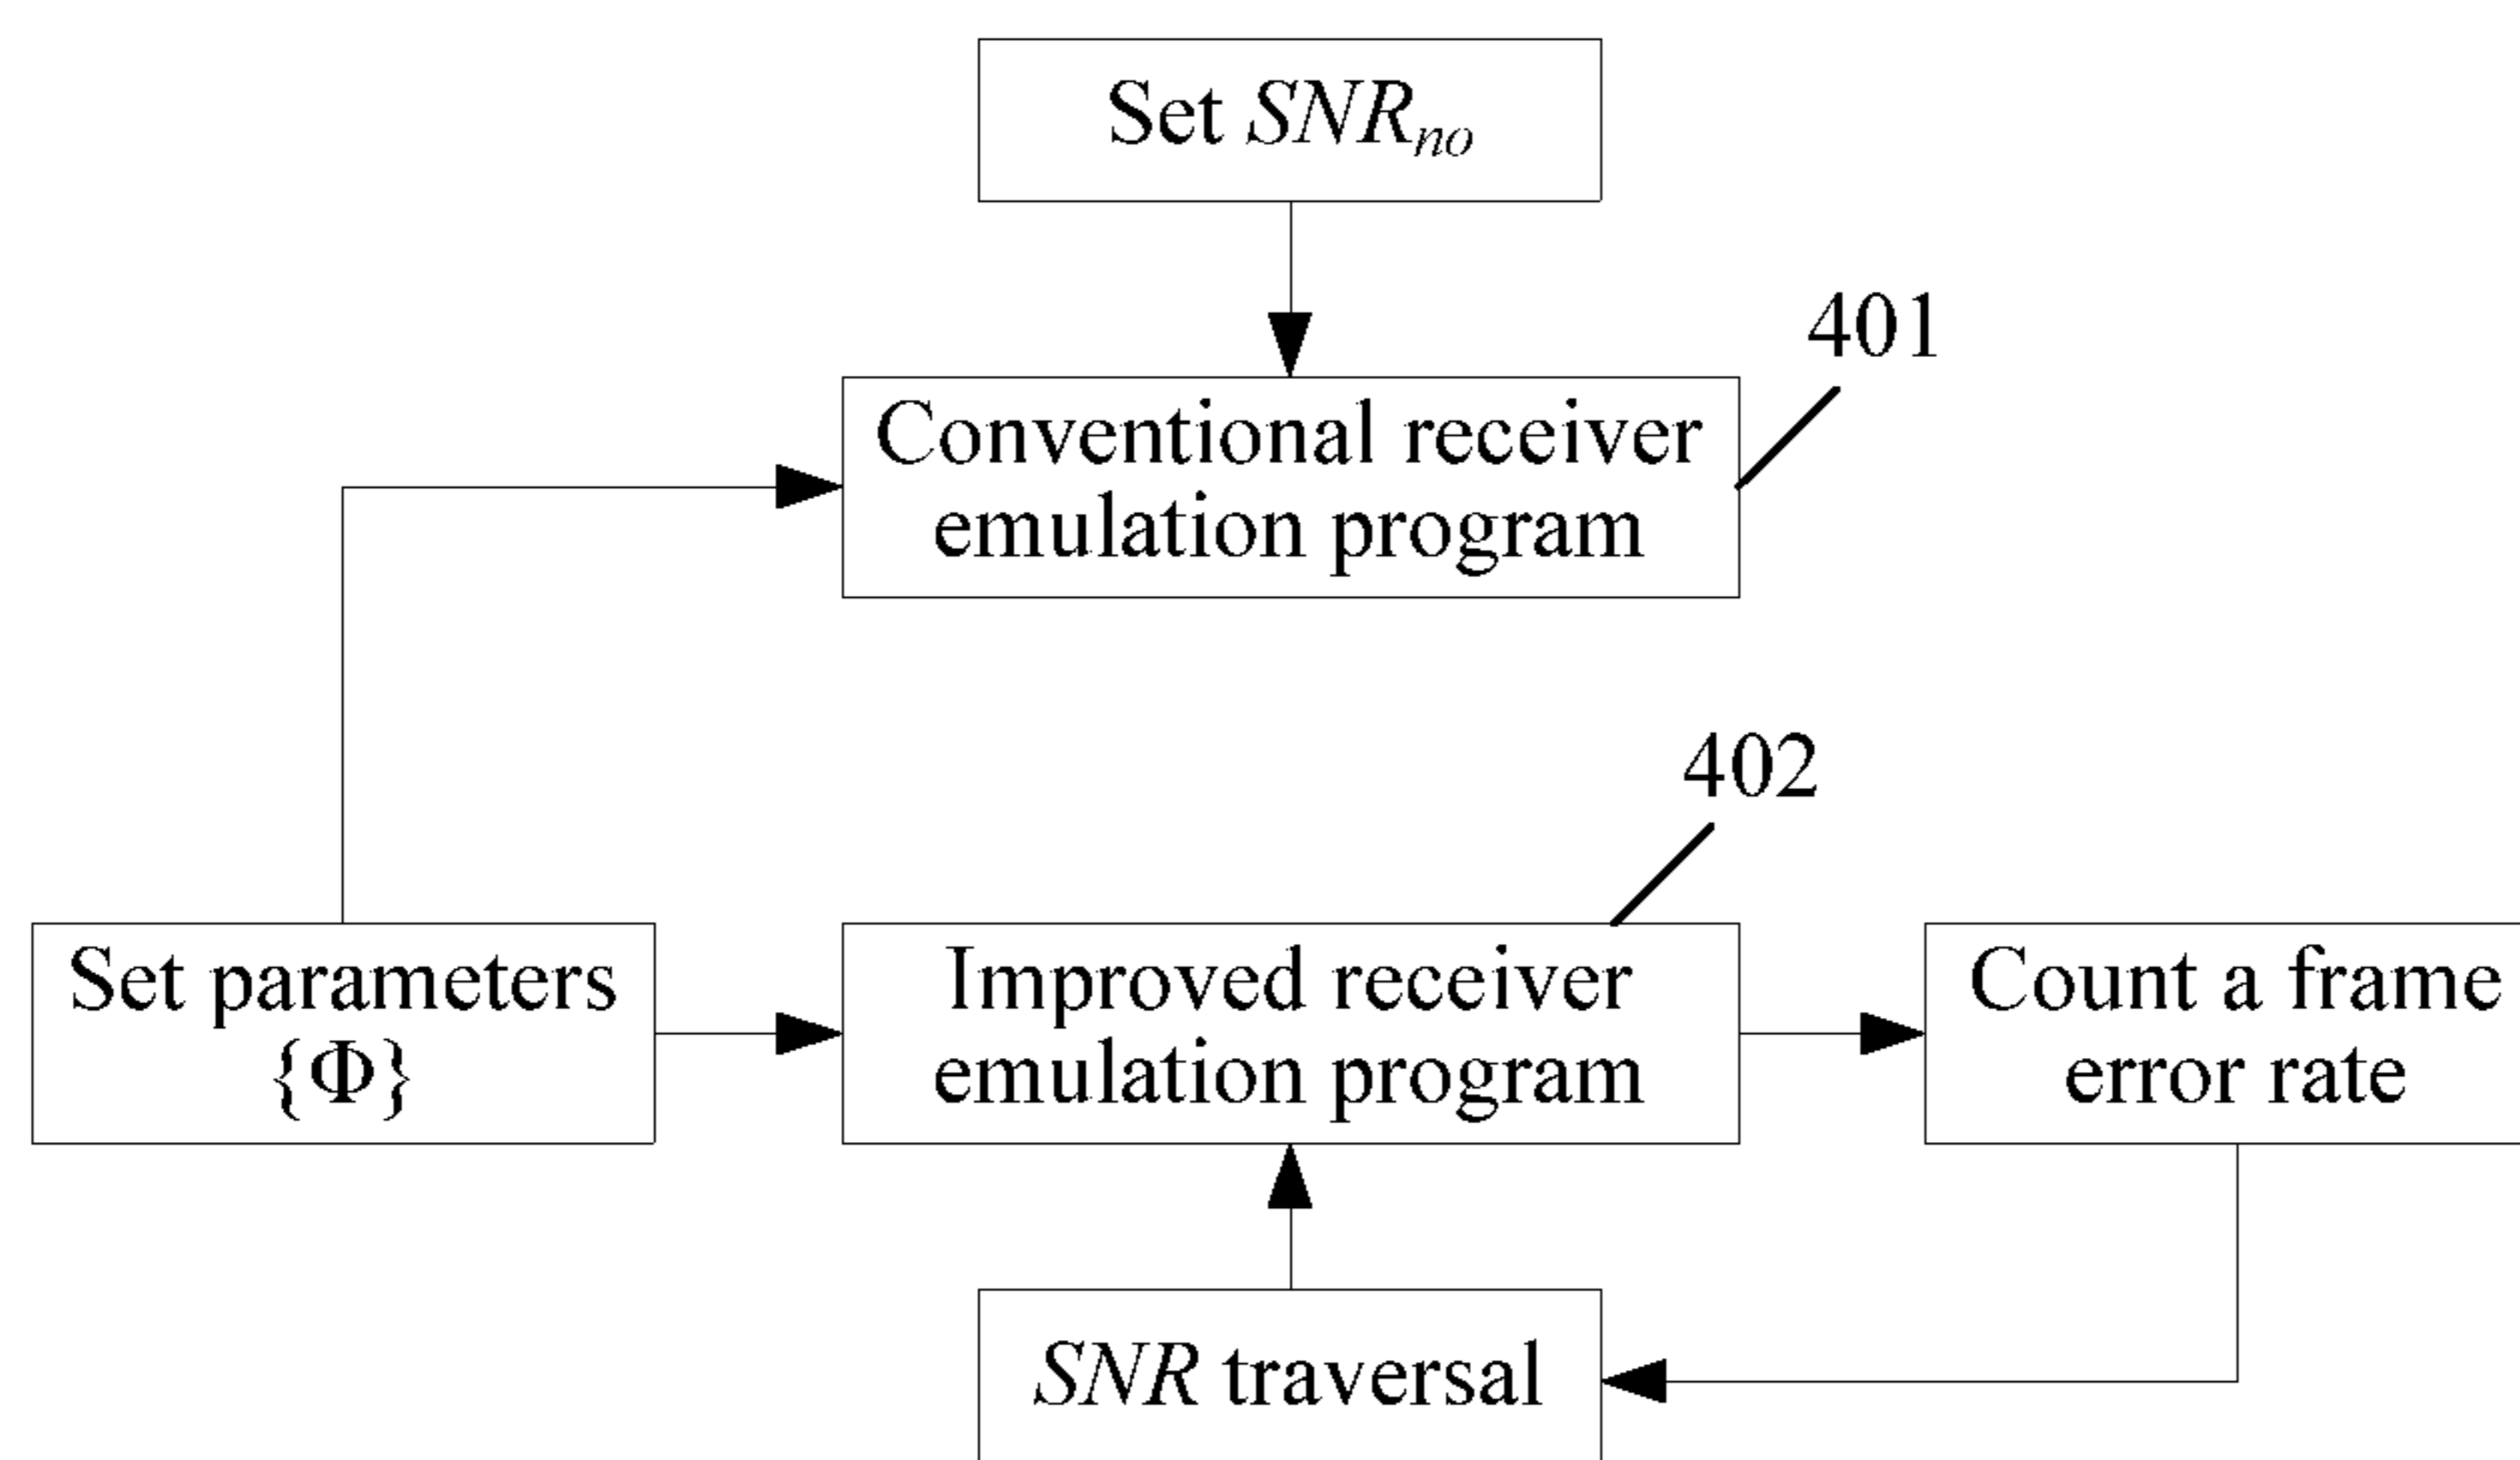 Set SNRno
401
Conventional receiver
emulation program
402
Set parameters
{Φ}
Improved receiver
emulation program
Count a frame
error rate
SNR traversal